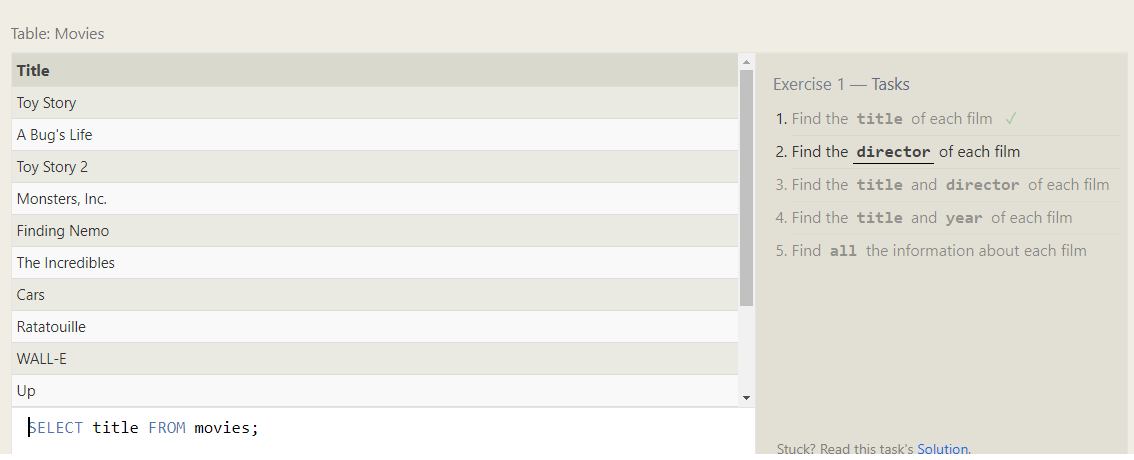 Table: Movies
Title
Toy Story
A Bug's Life
Toy Story 2
Monsters, Inc.
Finding Nemo
The Incredibles
Cars
Ratatouille
WALL-E
Up
SELECT title FROM movies;
Exercise 1 — Tasks
1. Find the title of each film ✓
2. Find the director of each film
3. Find the title and director of each film
4. Find the title and year of each film
5. Find all the information about each film
Stuck? Read this task's Solution.